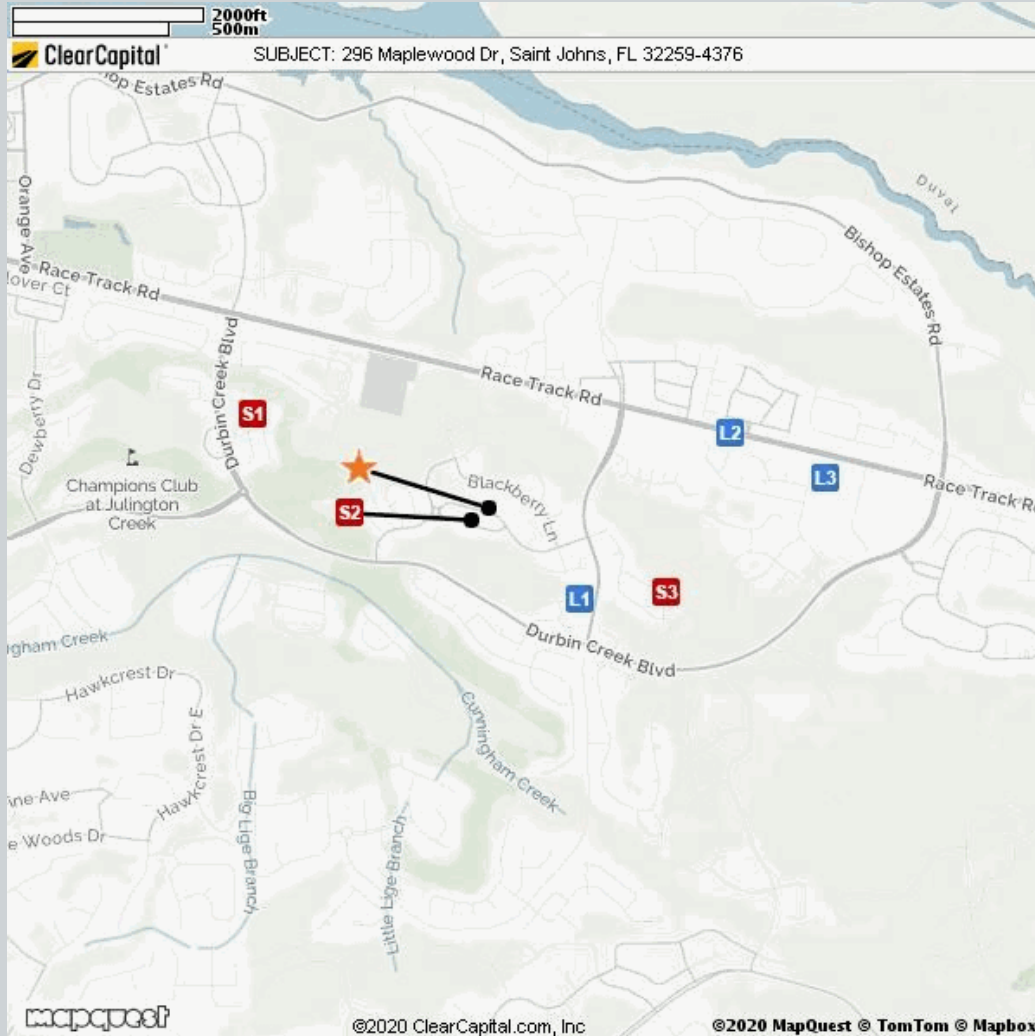 2000ft
500m
ClearCapital
SUBJECT: 296 Maplewood Dr, Saint Johns, FL 32259-4376
op Estates Rd
Duval
Orange Ave
Bishop Estates Rd
Race Track Rd
lover Ct
Durbin Creek Blvd
Race Track Rd
Dewberry Dr
S1
L2
L3
Champions Club
at Julington
Creek
Blackberry Ln
Race Track R
S2
L1
S3
Durbin Creek Blvd
gham Creek
Hawkcrest Dr
Hawkcrest Dr E
Cunningham Creek
ine Ave
e Woods Dr
Big Lige Branch
Little Lige Branch
mapquest
©2020 ClearCapital.com, Inc
©2020 MapQuest © TomTom © Mapbox